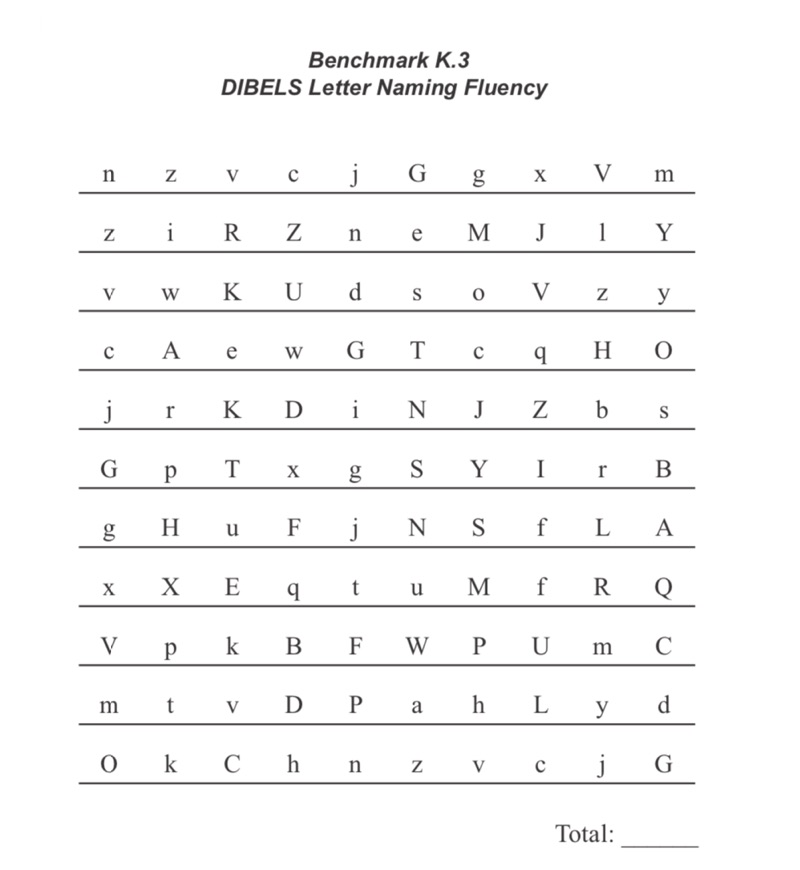 Benchmark K.3
DIBELS Letter Naming Fluency
n z v c j G g x V m
z i R Z n e M J l Y
v w K U d s o V z y
c A e w G T c q H O
j r K D i N J Z b s
G p T x g S Y I r B
g H u F j N S f L A
x X E q t u M f R Q
V p k B F W P U m C
m t v D P a h L y d
O k C h n z v c j G
Total: ______